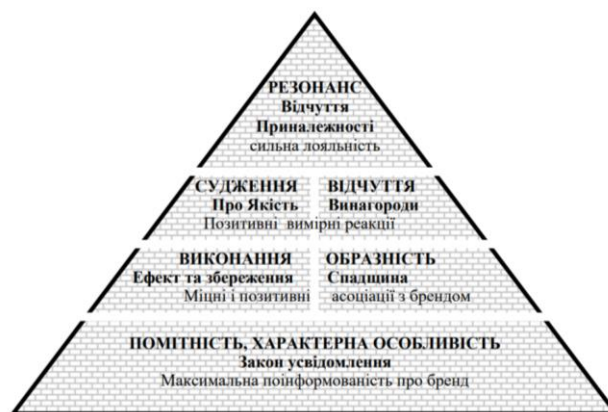 РЕЗОНАНС
Відчуття
Приналежності
сильна лояльність
СУДЖЕННЯ ВІДЧУТТЯ
Про Якість Винагороди
Позитивні вимірні реакції
ВИКОНАННЯ ОБРАЗНІСТЬ
Ефект та збереження Спадщина
Міцні і позитивні асоціації з брендом
ПОМІТНІСТЬ, ХАРАКТЕРНА ОСОБЛИВІСТЬ
Закон усвідомлення
Максимальна поінформованість про бренд